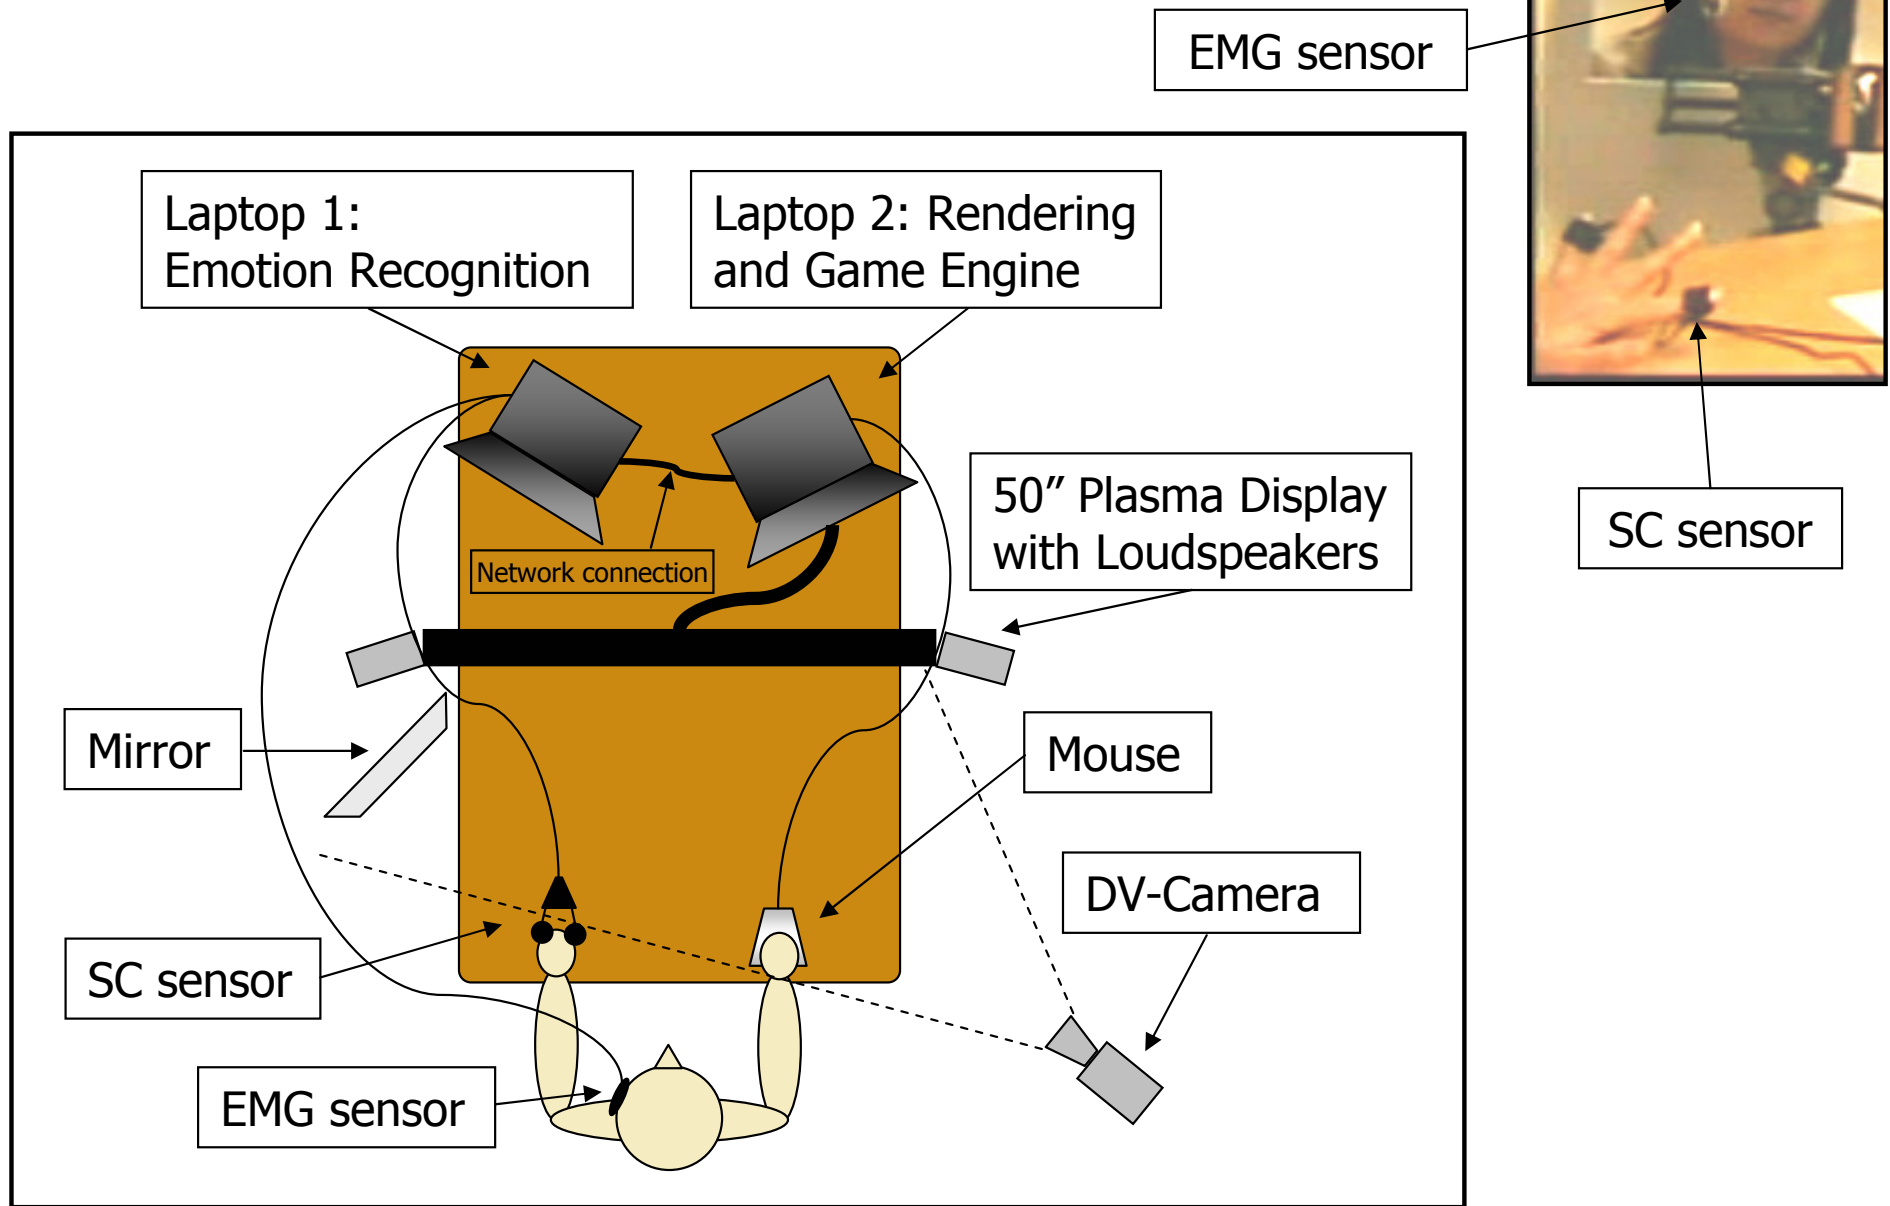 EMG sensor
Laptop 1:
Emotion Recognition
Laptop 2: Rendering
and Game Engine
Network connection
50” Plasma Display
with Loudspeakers
SC sensor
Mirror
Mouse
DV-Camera
SC sensor
EMG sensor